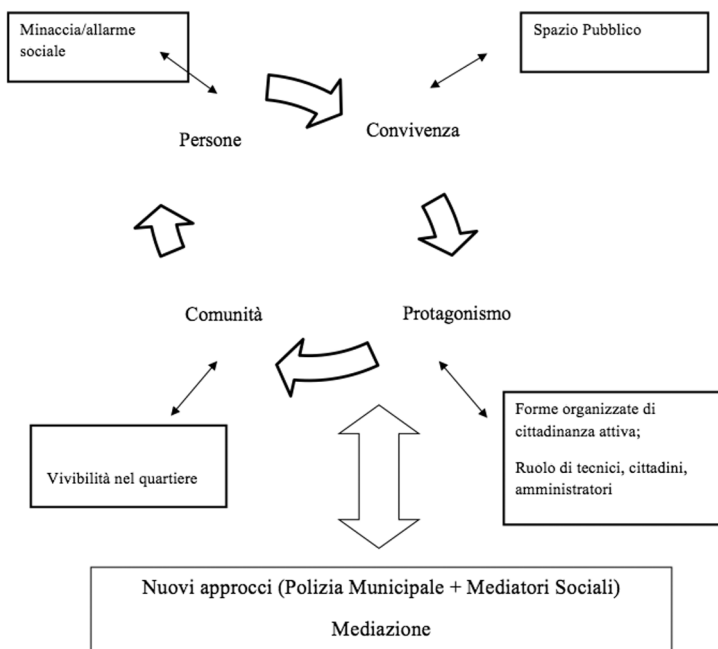 Minaccia/allarme
sociale
Spazio Pubblico
Persone
Convivenza
Comunità
Protagonismo
Vivibilità nel quartiere
Forme organizzate di
cittadinanza attiva;
Ruolo di tecnici, cittadini,
amministratori
Nuovi approcci (Polizia Municipale + Mediatori Sociali)
Mediazione